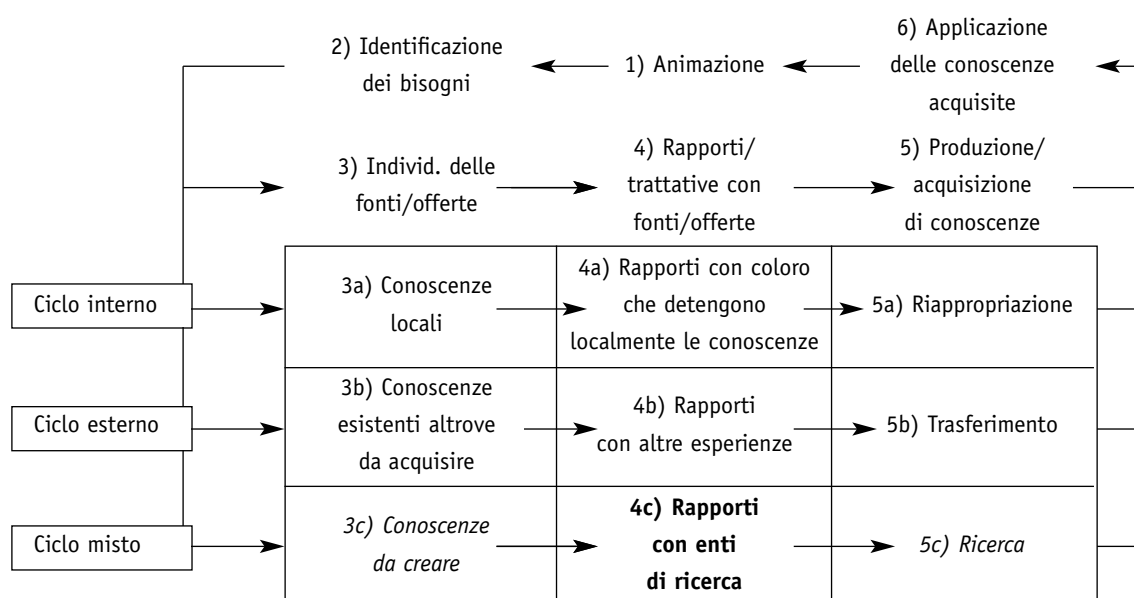 2) Identificazione
dei bisogni
1) Animazione
6) Applicazione
delle conoscenze
acquisite
3) Individ. delle
fonti/offerte
4) Rapporti/
trattative con
fonti/offerte
5) Produzione/
acquisizione
di conoscenze
Ciclo interno
3a) Conoscenze
locali
4a) Rapporti con coloro
che detengono
localmente le conoscenze
5a) Riappropriazione
Ciclo esterno
3b) Conoscenze
esistenti altrove
da acquisire
4b) Rapporti
con altre esperienze
5b) Trasferimento
Ciclo misto
3c) Conoscenze
da creare
4c) Rapporti
con enti
di ricerca
5c) Ricerca